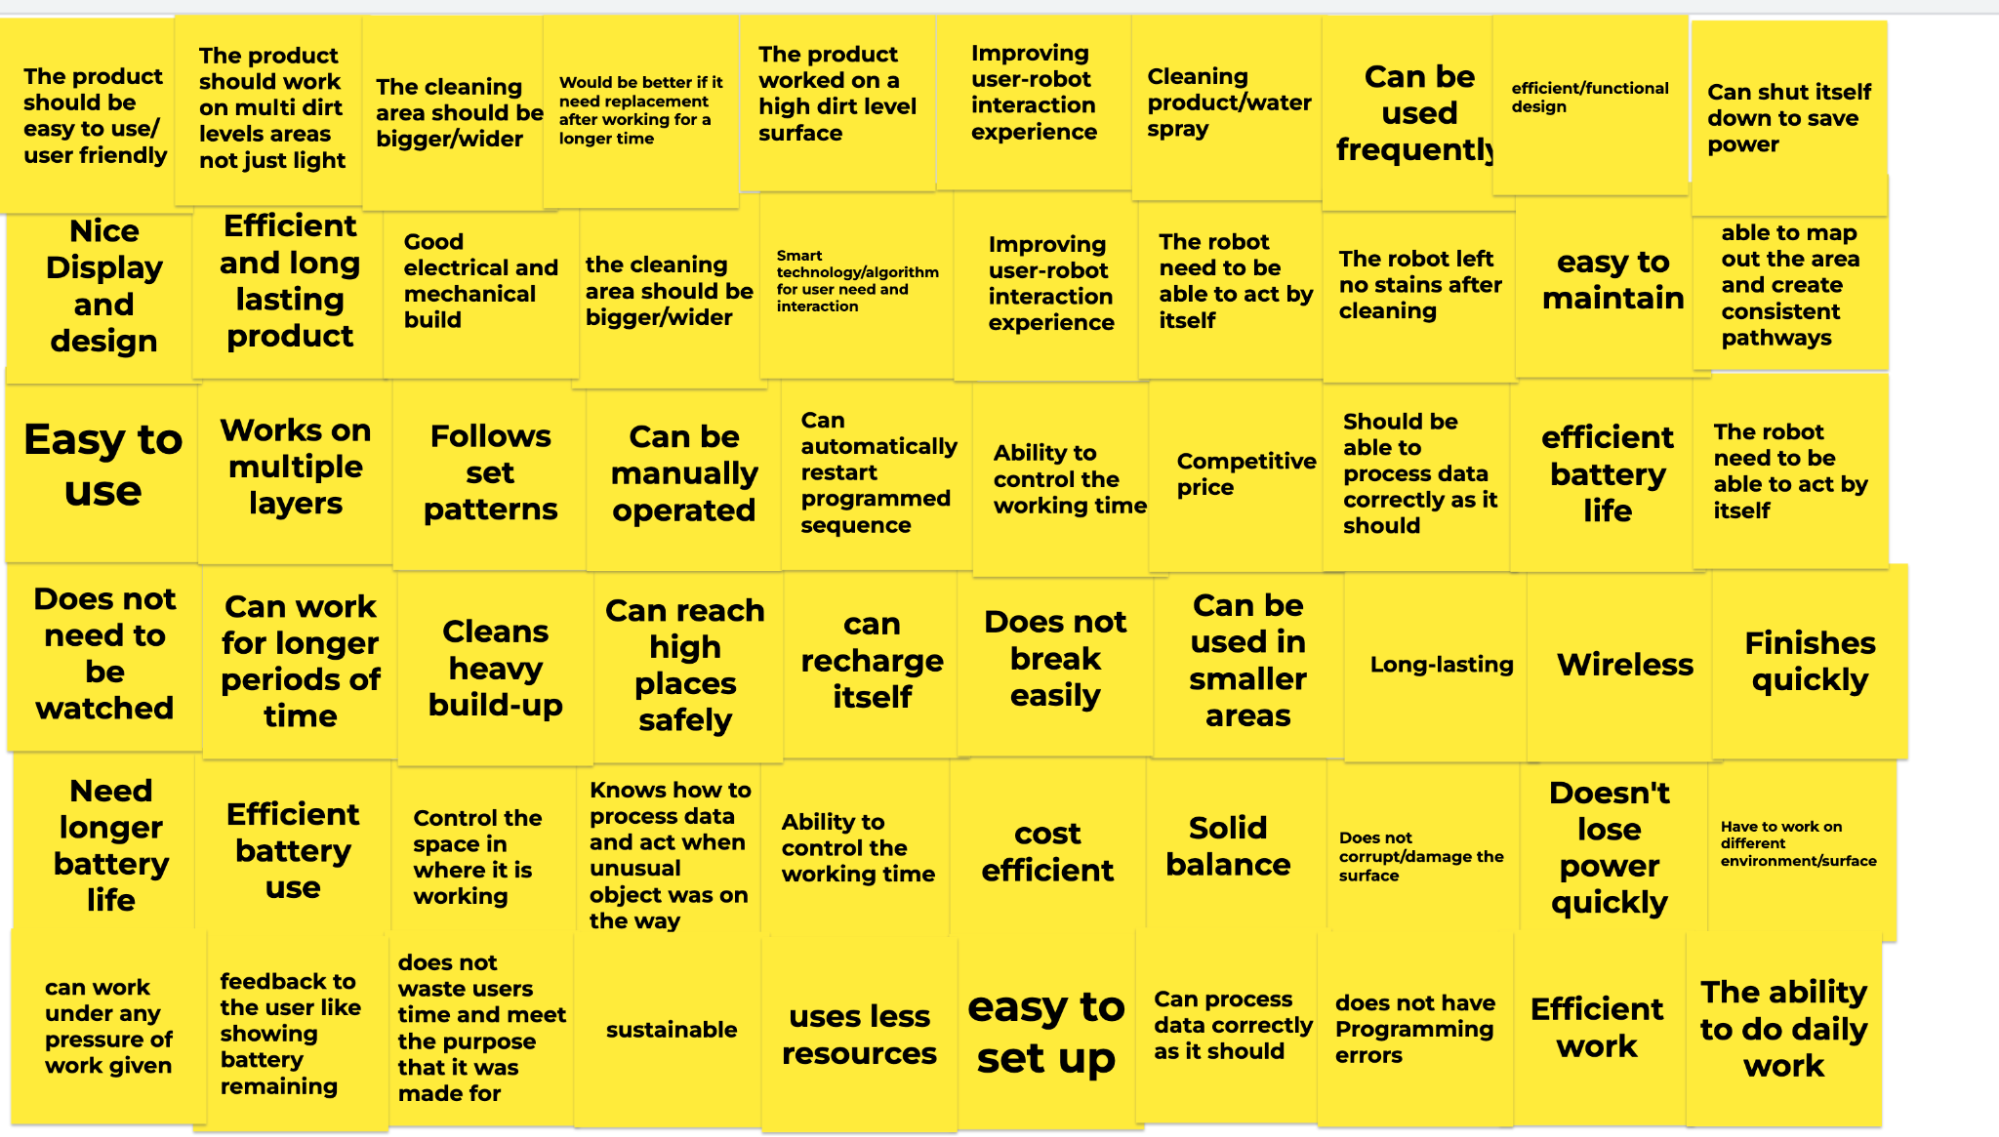 The product
should be
easy to use/
user friendly
The product
should work
on multi dirt
levels areas
not just light
The cleaning
area should be
bigger/wider
Would be better if it
need replacement
after working for a
longer time
The product
worked on a
high dirt level
surface
Improving
user-robot
interaction
experience
Cleaning
product/water
spray
Can be
used
frequently
efficient/functional
design
Can shut itself
down to save
power
Nice
Display
and
design
Efficient
and long
lasting
product
Good
electrical and
mechanical
build
the cleaning
area should be
bigger/wider
Smart
technology/algorithm
for user need and
interaction
Improving
user-robot
interaction
experience
The robot
need to be
able to act by
itself
The robot left
no stains after
cleaning
easy to
maintain
able to map
out the area
and create
consistent
pathways
Easy to
use
Works on
multiple
layers
Follows
set
patterns
Can be
manually
operated
Can
automatically
restart
programmed
sequence
Ability to
control the
working time
Competitive
price
Should be
able to
process data
correctly as it
should
efficient
battery
life
The robot
need to be
able to act by
itself
Does not
need to
be
watched
Can work
for longer
periods of
time
Cleans
heavy
build-up
Can reach
high
places
safely
can
recharge
itself
Does not
break
easily
Can be
used in
smaller
areas
Long-lasting
Wireless
Finishes
quickly
Need
longer
battery
life
Efficient
battery
use
Control the
space in
where it is
working
Knows how to
process data
and act when
unusual
object was on
the way
Ability to
control the
working time
cost
efficient
Solid
balance
Does not
corrupt/damage the
surface
Doesn't
lose
power
quickly
Have to work on
different
environment/surface
can work
under any
pressure of
work given
feedback to
the user like
showing
battery
remaining
does not
waste users
time and meet
the purpose
that it was
made for
sustainable
uses less
resources
easy to
set up
Can process
data correctly
as it should
does not have
Programming
errors
Efficient
work
The ability
to do daily
work